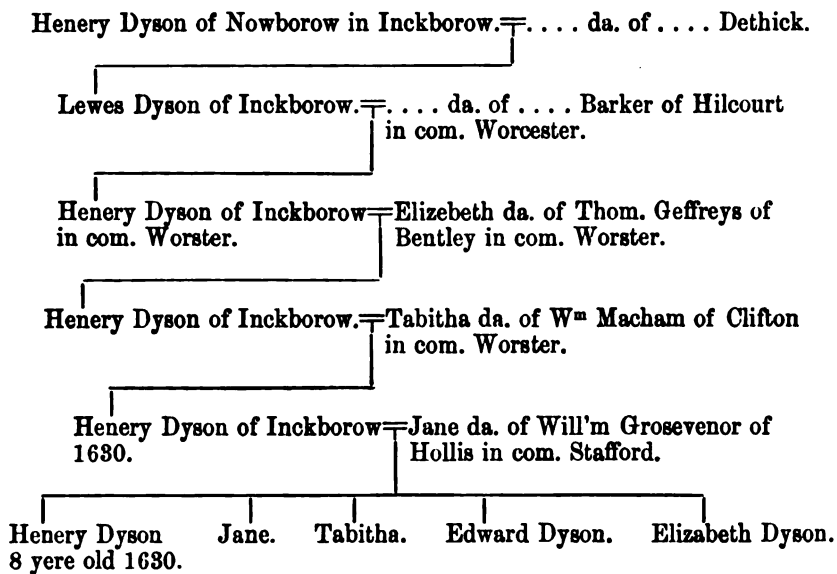 Henery Dyson of Nowborow in Inckborow. . . . . da. of . . . . Dethick.
Lewes Dyson of Inckborow. . . . . da. of . . . . Barker of Hilcourt
in com. Worcester.
Henery Dyson of Inckborow Elizebeth da. of Thom. Geffreys of
in com. Worster. Bentley in com. Worster.
Henery Dyson of Inckborow. Tabitha da. of Wᵐ Macham of Clifton
in com. Worster.
Henery Dyson of Inckborow Jane da. of Will'm Grosevenor of
1630. Hollis in com. Stafford.
Henery Dyson Jane. Tabitha. Edward Dyson. Elizabeth Dyson.
8 yere old 1630.